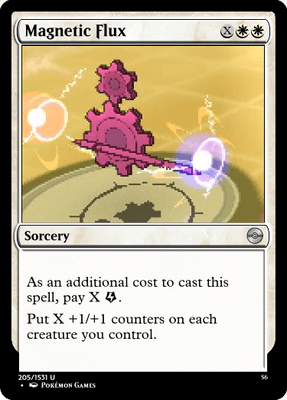 Magnetic Flux X
Sorcery
As an additional cost to cast this
spell, pay X.
Put X +1/+1 counters on each
creature you control.
205/1531 U 56
• POKÉMON GAMES